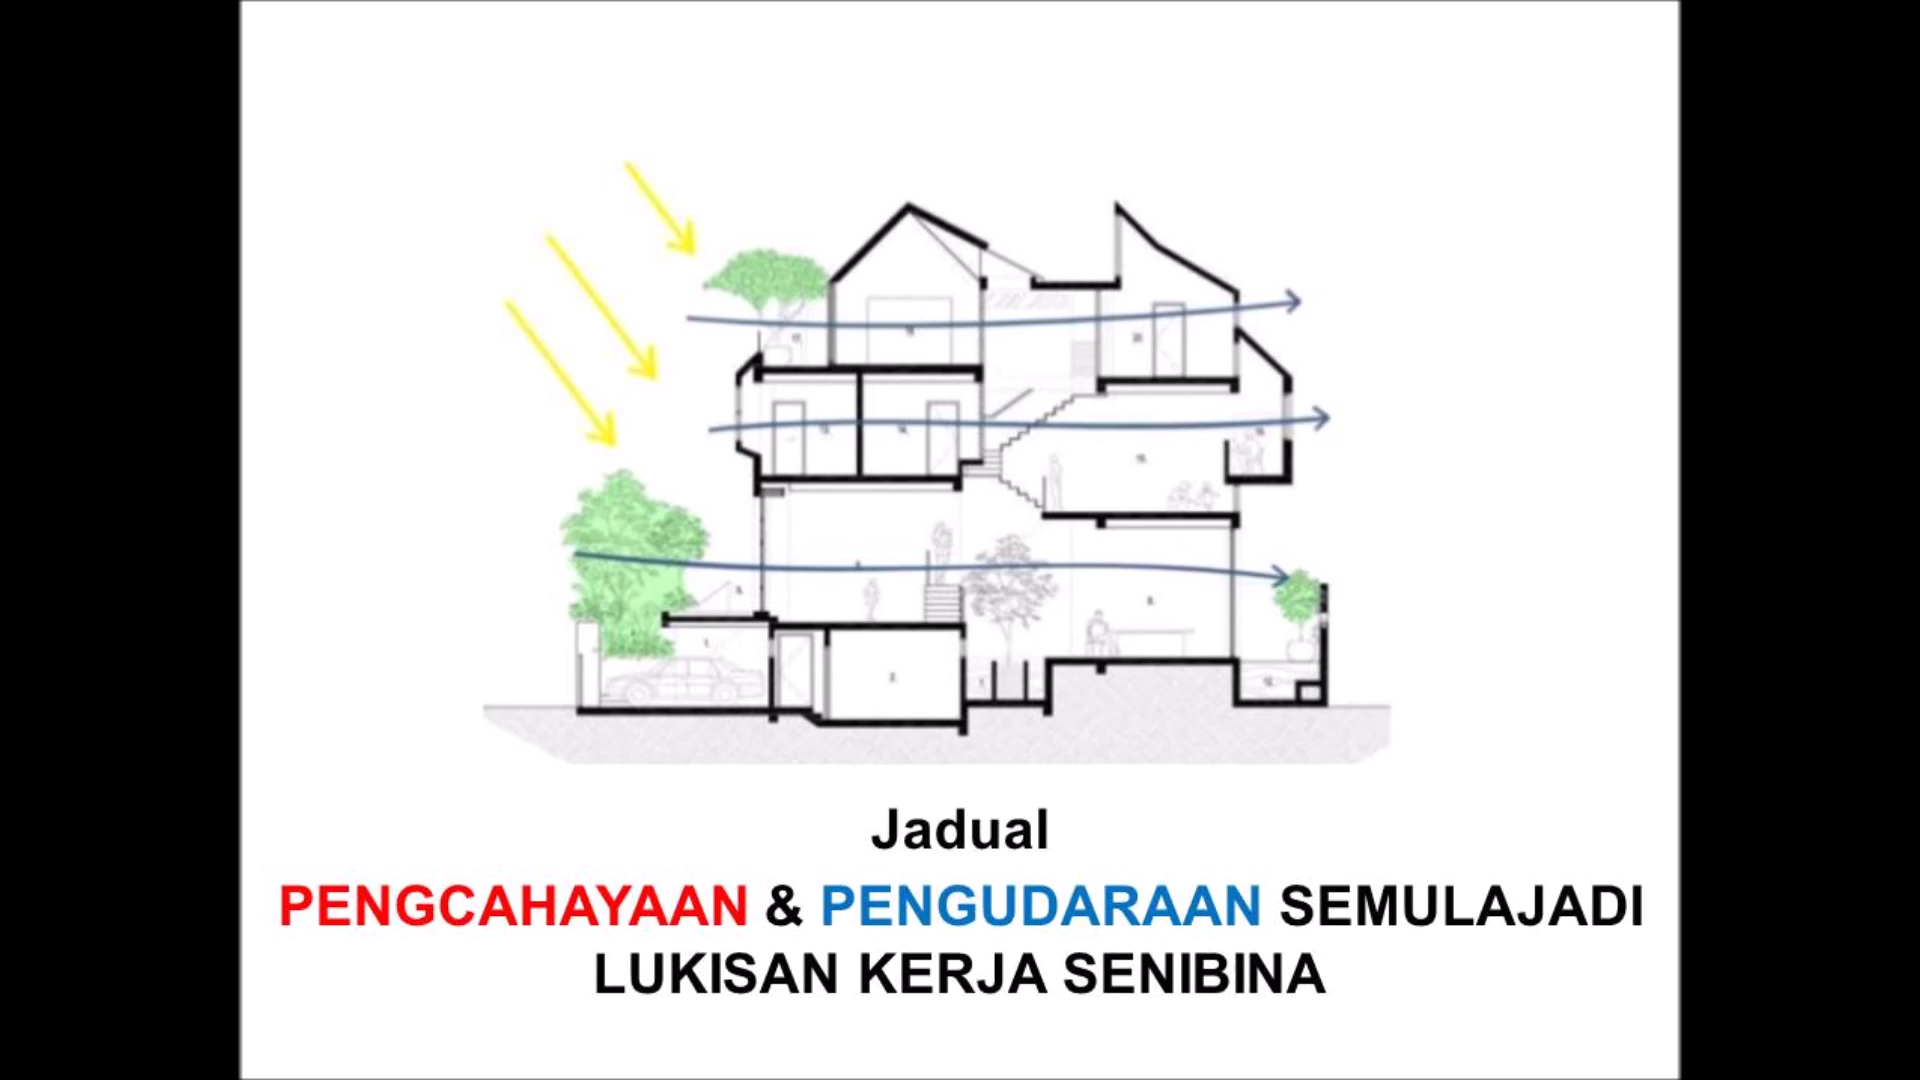 Jadual
PENGCAHAYAAN & PENGUDARAAN SEMULAJADI
LUKISAN KERJA SENIBINA